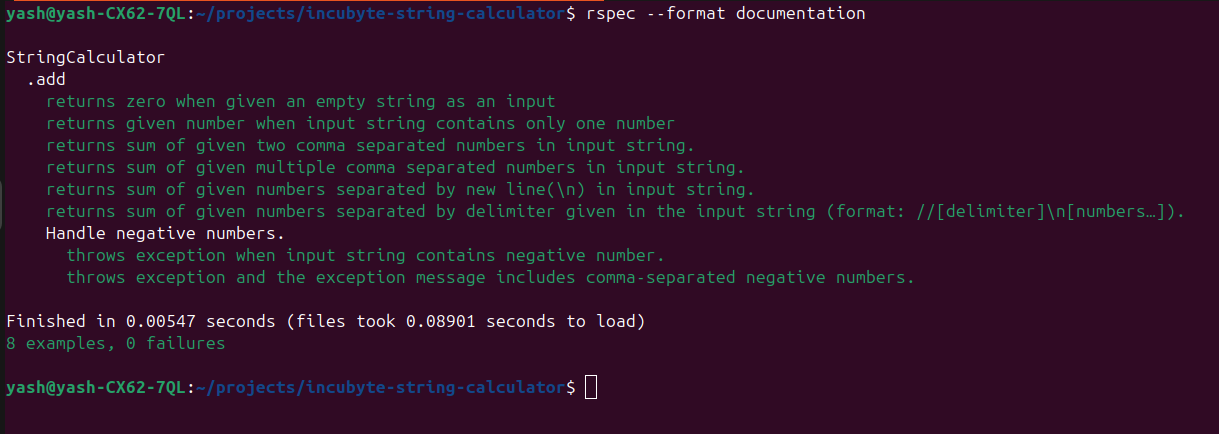 yash@yash-CX62-7QL:~/projects/incubyte-string-calculator$ rspec --format documentation
StringCalculator
.add
returns zero when given an empty string as an input
returns given number when input string contains only one number
returns sum of given two comma separated numbers in input string.
returns sum of given multiple comma separated numbers in input string.
returns sum of given numbers separated by new line(\n) in input string.
returns sum of given numbers separated by delimiter given in the input string (format: //[delimiter]\n[numbers…]).
Handle negative numbers.
throws exception when input string contains negative number.
throws exception and the exception message includes comma-separated negative numbers.
Finished in 0.00547 seconds (files took 0.08901 seconds to load)
8 examples, 0 failures
yash@yash-CX62-7QL:~/projects/incubyte-string-calculator$